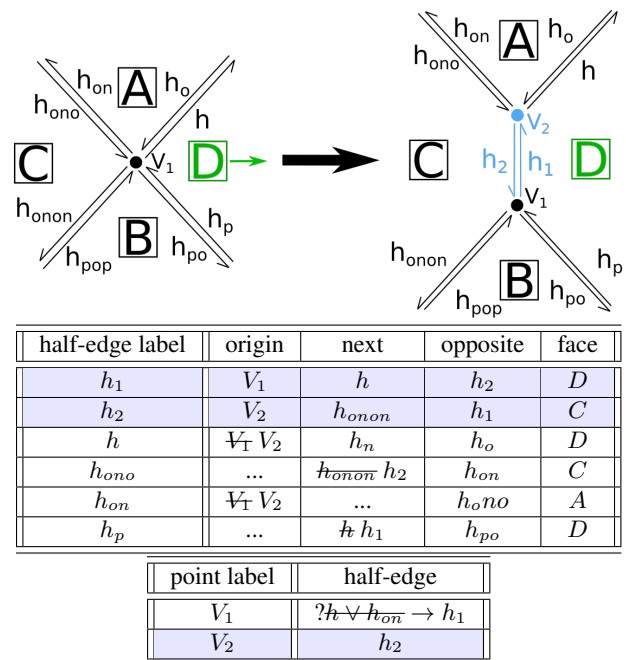 h_on A h_o
h_ono h
C V_1 D
h_onon h_p
B
h_pop h_po
h_on A h_o
h_ono h
V_2
C h_2 h_1 D
V_1
h_onon h_p
B
h_pop h_po
half-edge label origin next opposite face
h_1 V_1 h h_2 D
h_2 V_2 h_onon h_1 C
h V_1 V_2 h_n h_o D
h_ono ... h_onon h_2 h_on C
h_on V_1 V_2 ... h_ono A
h_p ... h h_1 h_po D
point label half-edge
V_1 ?h ∨ h_on → h_1
V_2 h_2